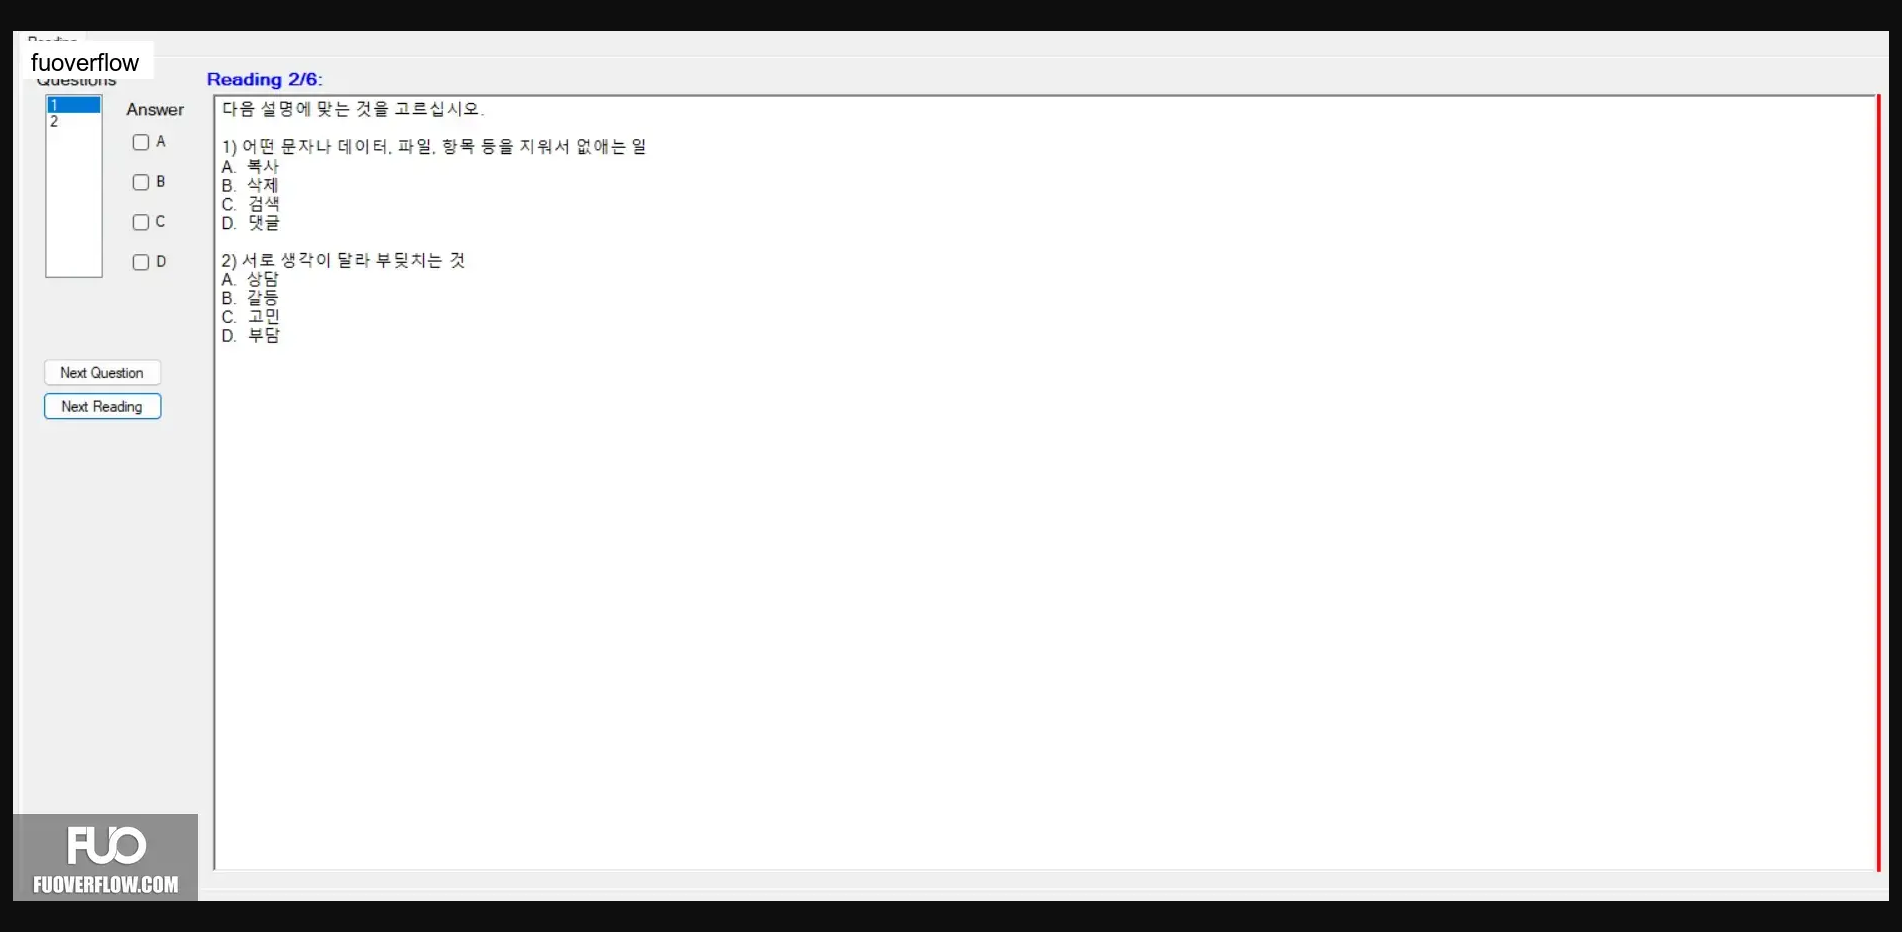 Reading
fuoverflow
Questions
Reading 2/6:
1
2
Answer
A
B
C
D
다음 설명에 맞는 것을 고르십시오.
1) 어떤 문자나 데이터, 파일, 항목 등을 지워서 없애는 일
A. 복사
B. 삭제
C. 검색
D. 댓글
2) 서로 생각이 달라 부딪치는 것
A. 상담
B. 갈등
C. 고민
D. 부담
Next Question
Next Reading
FUO
FUOVERFLOW.COM